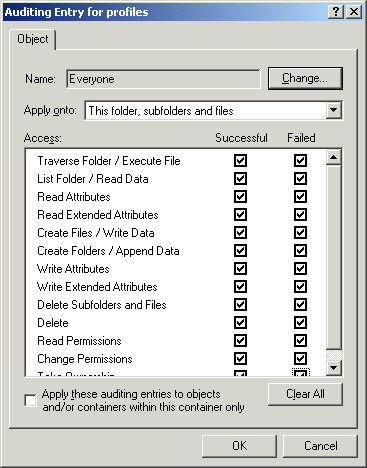 Auditing Entry for profiles
Object
Name: Everyone Change...
Apply onto: This folder, subfolders and files
Access: Successful Failed
Traverse Folder / Execute File
List Folder / Read Data
Read Attributes
Read Extended Attributes
Create Files / Write Data
Create Folders / Append Data
Write Attributes
Write Extended Attributes
Delete Subfolders and Files
Delete
Read Permissions
Change Permissions
Take Ownership
Apply these auditing entries to objects
and/or containers within this container only
Clear All
OK Cancel